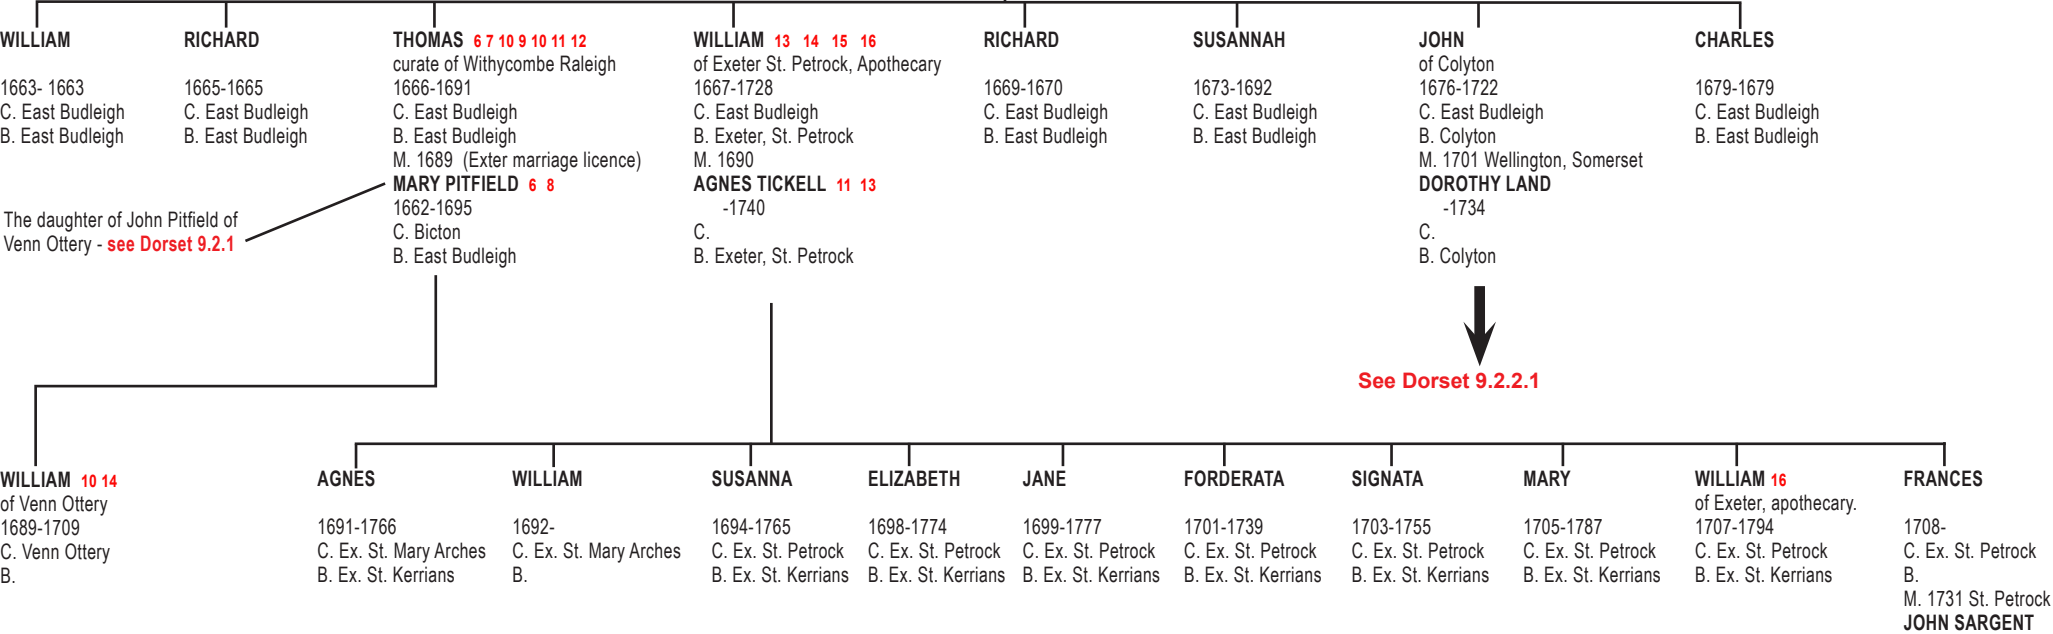 WILLIAM
1663- 1663
C. East Budleigh
B. East Budleigh
RICHARD
1665-1665
C. East Budleigh
B. East Budleigh
THOMAS 6 7 10 9 10 11 12
curate of Withycombe Raleigh
1666-1691
C. East Budleigh
B. East Budleigh
M. 1689 (Exter marriage licence)
MARY PITFIELD 6 8
1662-1695
C. Bicton
B. East Budleigh
The daughter of John Pitfield of
Venn Ottery - see Dorset 9.2.1
WILLIAM 13 14 15 16
of Exeter St. Petrock, Apothecary
1667-1728
C. East Budleigh
B. Exeter, St. Petrock
M. 1690
AGNES TICKELL 11 13
-1740
C.
B. Exeter, St. Petrock
RICHARD
1669-1670
C. East Budleigh
B. East Budleigh
SUSANNAH
1673-1692
C. East Budleigh
B. East Budleigh
JOHN
of Colyton
1676-1722
C. East Budleigh
B. Colyton
M. 1701 Wellington, Somerset
DOROTHY LAND
-1734
C.
B. Colyton
See Dorset 9.2.2.1
CHARLES
1679-1679
C. East Budleigh
B. East Budleigh
WILLIAM 10 14
of Venn Ottery
1689-1709
C. Venn Ottery
B.
AGNES
1691-1766
C. Ex. St. Mary Arches
B. Ex. St. Kerrians
WILLIAM
1692-
C. Ex. St. Mary Arches
B.
SUSANNA
1694-1765
C. Ex. St. Petrock
B. Ex. St. Kerrians
ELIZABETH
1698-1774
C. Ex. St. Petrock
B. Ex. St. Kerrians
JANE
1699-1777
C. Ex. St. Petrock
B. Ex. St. Kerrians
FORDERATA
1701-1739
C. Ex. St. Petrock
B. Ex. St. Kerrians
SIGNATA
1703-1755
C. Ex. St. Petrock
B. Ex. St. Kerrians
MARY
1705-1787
C. Ex. St. Petrock
B. Ex. St. Kerrians
WILLIAM 16
of Exeter, apothecary.
1707-1794
C. Ex. St. Petrock
B. Ex. St. Kerrians
FRANCES
1708-
C. Ex. St. Petrock
B.
M. 1731 St. Petrock
JOHN SARGENT